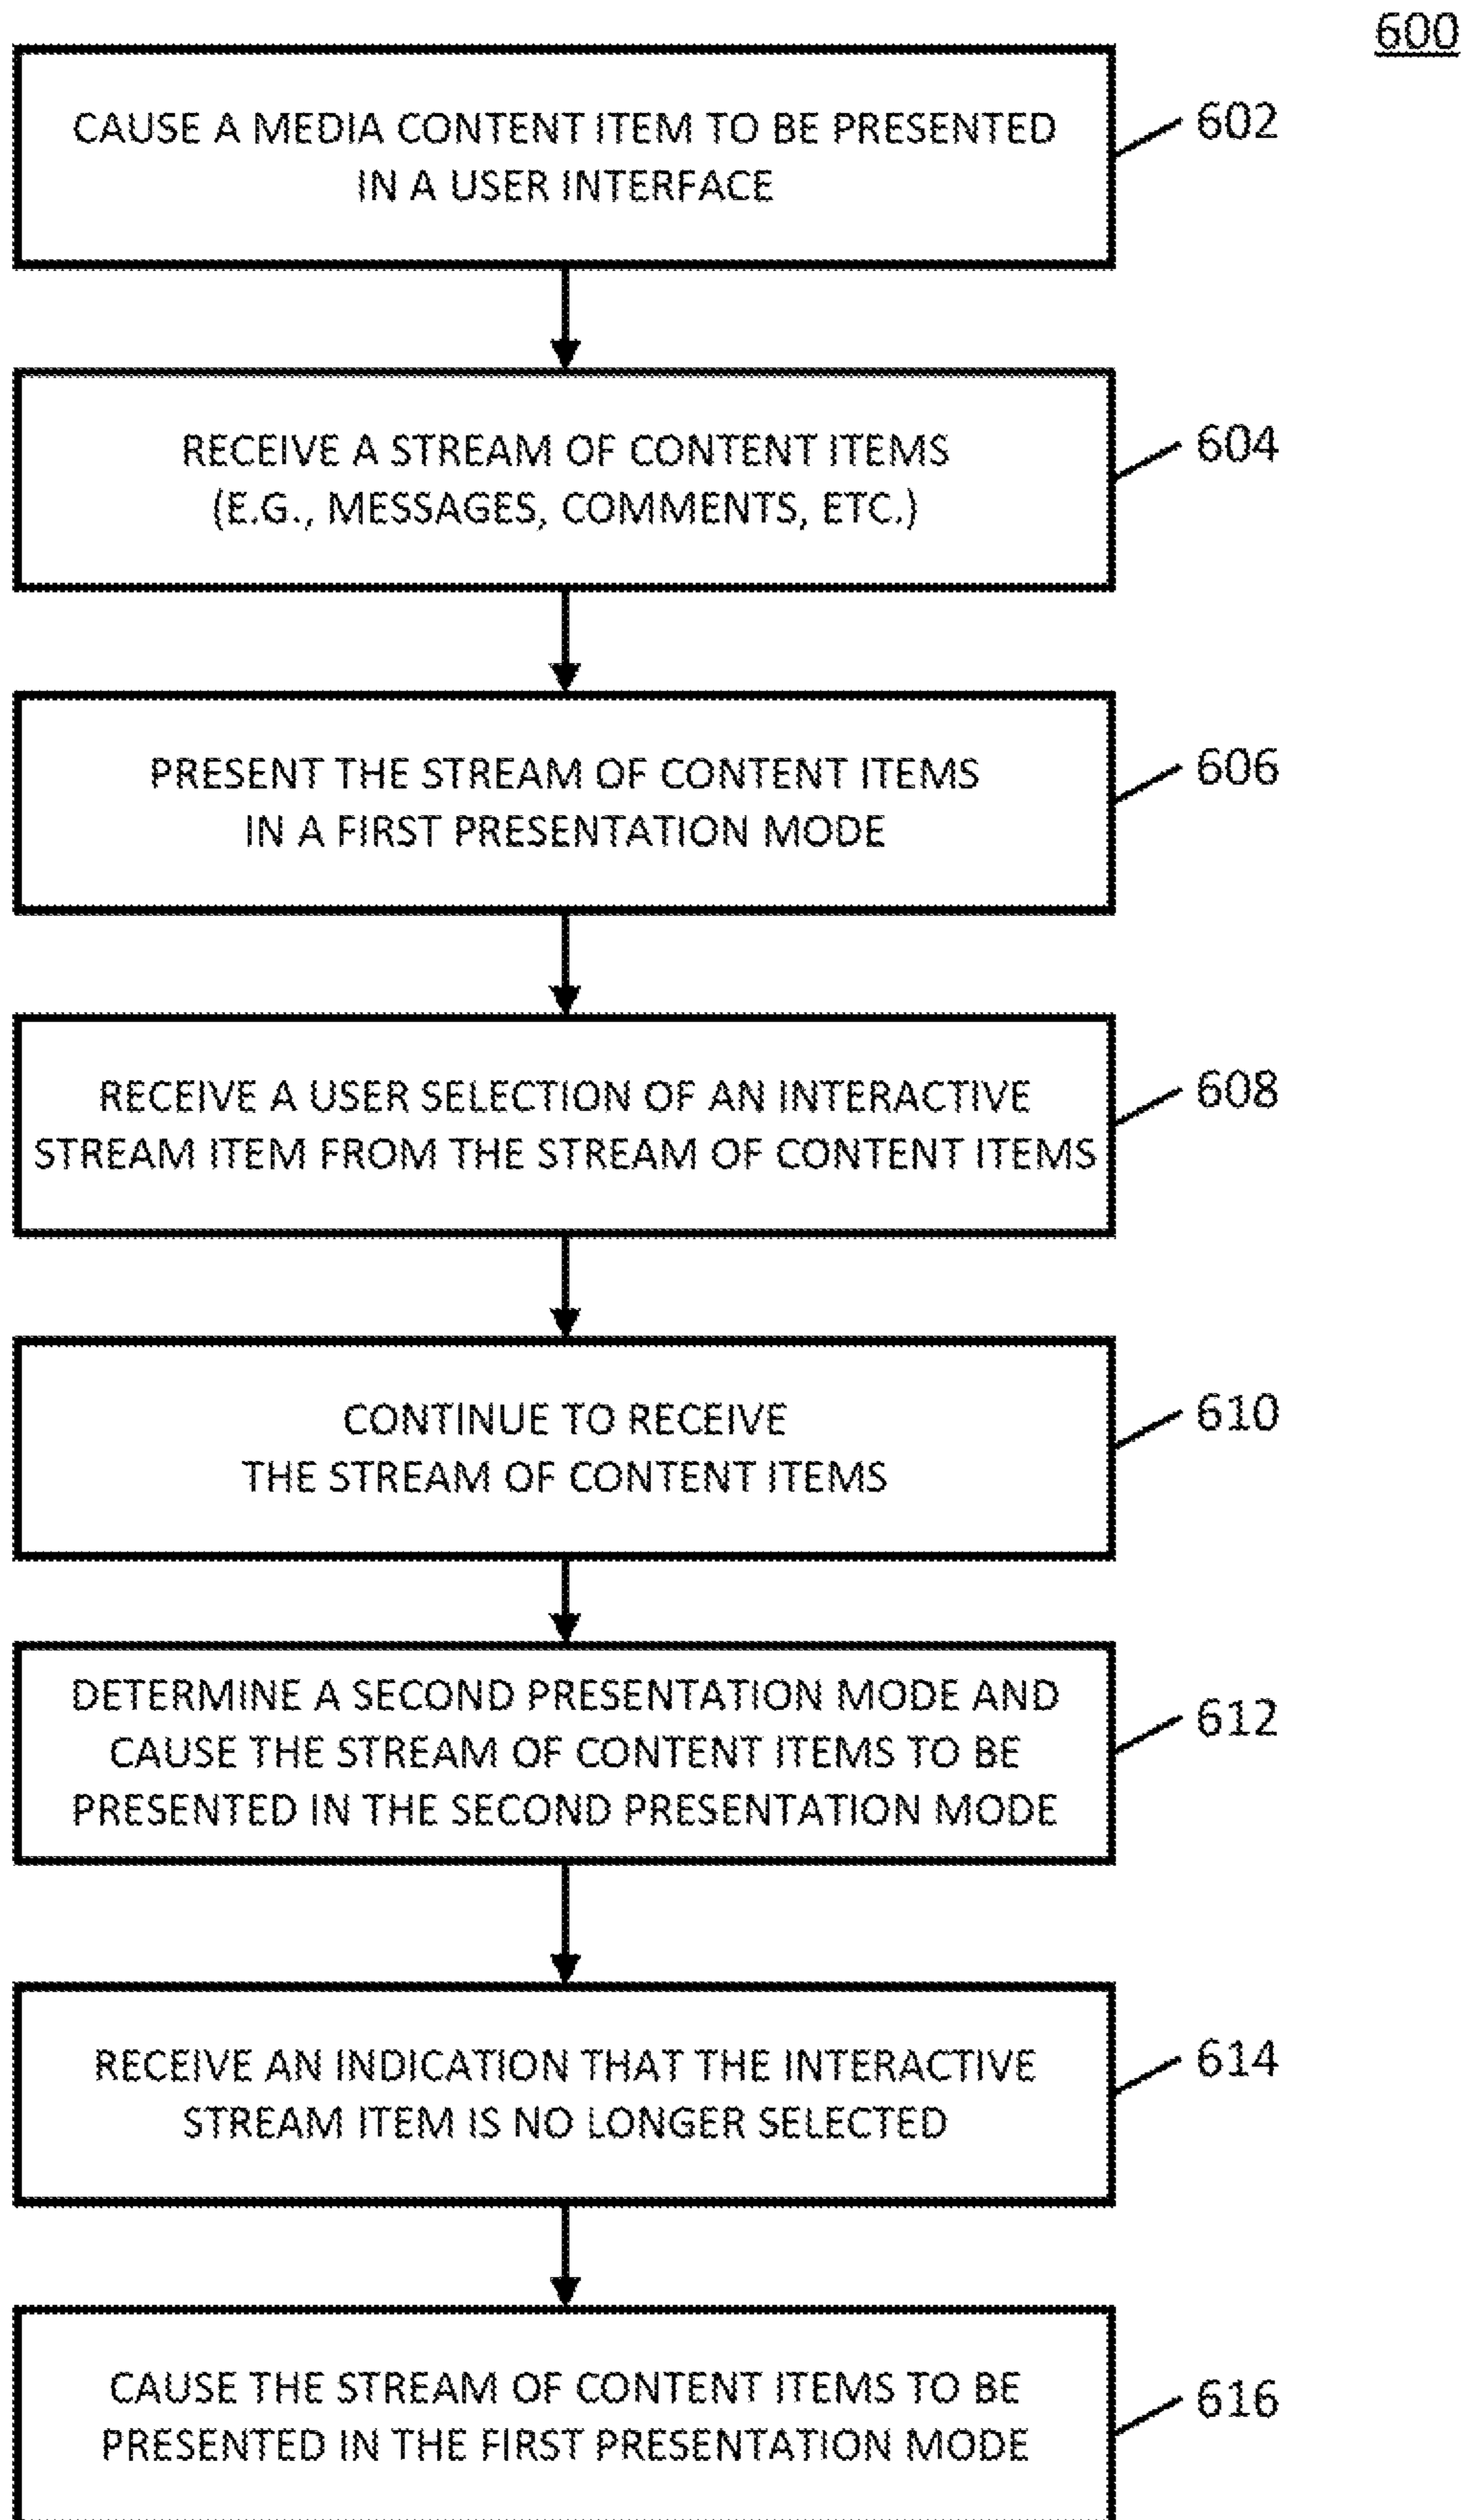 600
CAUSE A MEDIA CONTENT ITEM TO BE PRESENTED
IN A USER INTERFACE
602
RECEIVE A STREAM OF CONTENT ITEMS
(E.G., MESSAGES, COMMENTS, ETC.)
604
PRESENT THE STREAM OF CONTENT ITEMS
IN A FIRST PRESENTATION MODE
606
RECEIVE A USER SELECTION OF AN INTERACTIVE
STREAM ITEM FROM THE STREAM OF CONTENT ITEMS
608
CONTINUE TO RECEIVE
THE STREAM OF CONTENT ITEMS
610
DETERMINE A SECOND PRESENTATION MODE AND
CAUSE THE STREAM OF CONTENT ITEMS TO BE
PRESENTED IN THE SECOND PRESENTATION MODE
612
RECEIVE AN INDICATION THAT THE INTERACTIVE
STREAM ITEM IS NO LONGER SELECTED
614
CAUSE THE STREAM OF CONTENT ITEMS TO BE
PRESENTED IN THE FIRST PRESENTATION MODE
616